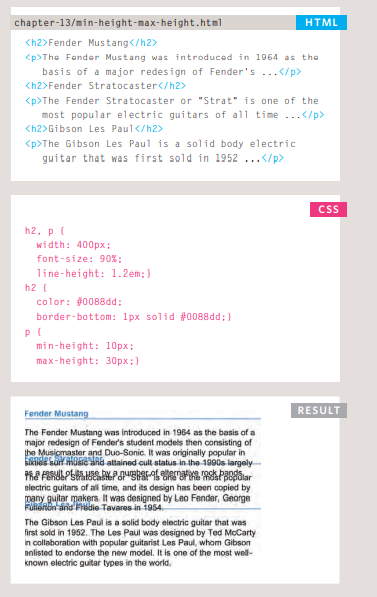 chapter-13/min-height-max-height.html
HTML
<h2>Fender Mustang</h2>
<p>The Fender Mustang was introduced in 1964 as the
basis of a major redesign of Fender's ...</p>
<h2>Fender Stratocaster</h2>
<p>The Fender Stratocaster or "Strat" is one of the
most popular electric guitars of all time ...</p>
<h2>Gibson Les Paul</h2>
<p>The Gibson Les Paul is a solid body electric
guitar that was first sold in 1952 ...</p>
CSS
h2, p {
width: 400px;
font-size: 90%;
line-height: 1.2em;}
h2 {
color: #0088dd;
border-bottom: 1px solid #0088dd;}
p {
min-height: 10px;
max-height: 30px;}
RESULT
Fender Mustang
The Fender Mustang was introduced in 1964 as the basis of a
major redesign of Fender's student models then consisting of
the Musicmaster and Duo-Sonic. It was originally popular in
Fender Stratocaster
sixties surf music and attained cult status in the 1990s largely
as a result of its use by a number of alternative rock bands.
The Fender Stratocaster or "Strat" is one of the most popular
electric guitars of all time, and its design has been copied by
many guitar makers. It was designed by Leo Fender, George
Gibson Les Paul
Fullerton and Fredie Tavares in 1954.
The Gibson Les Paul is a solid body electric guitar that was
first sold in 1952. The Les Paul was designed by Ted McCarty
in collaboration with popular guitarist Les Paul, whom Gibson
enlisted to endorse the new model. It is one of the most well-
known electric guitar types in the world.